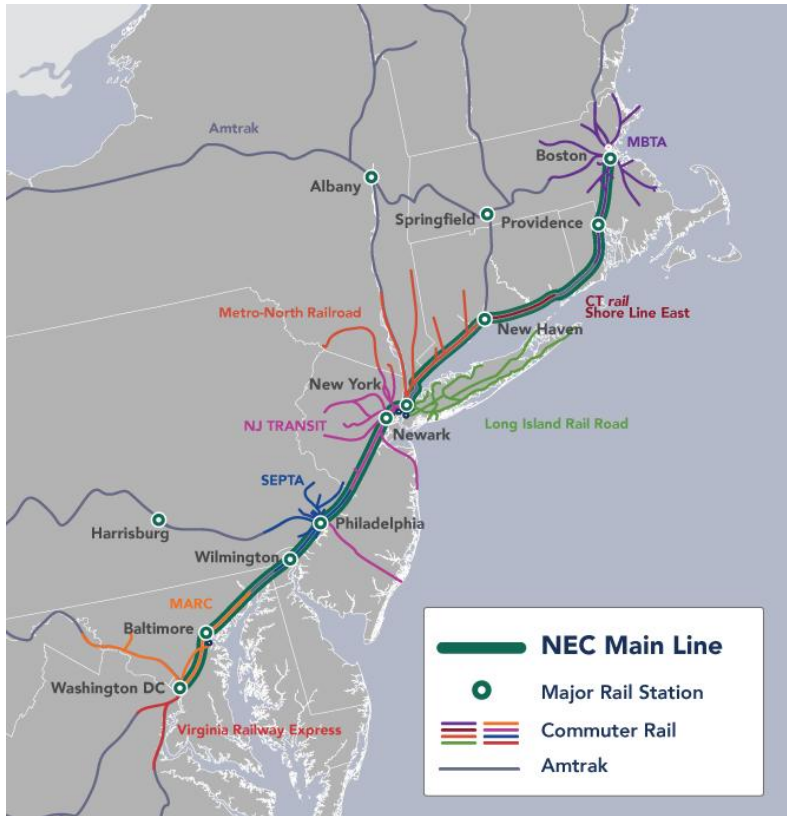 Amtrak
Boston
MBTA
Albany
Springfield
Providence
CT rail
Shore Line East
Metro-North Railroad
New Haven
New York
NJ TRANSIT
Newark
Long Island Rail Road
SEPTA
Philadelphia
Harrisburg
Wilmington
MARC
Baltimore
Washington DC
Virginia Railway Express
NEC Main Line
Major Rail Station
Commuter Rail
Amtrak